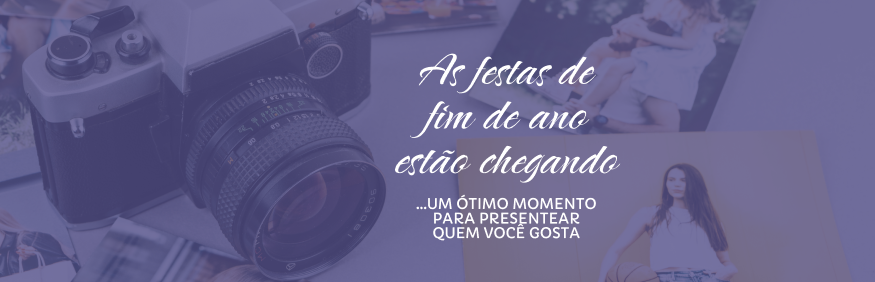 As festas de
fim de ano
estão chegando
...UM ÓTIMO MOMENTO
PARA PRESENTEAR
QUEM VOCÊ GOSTA